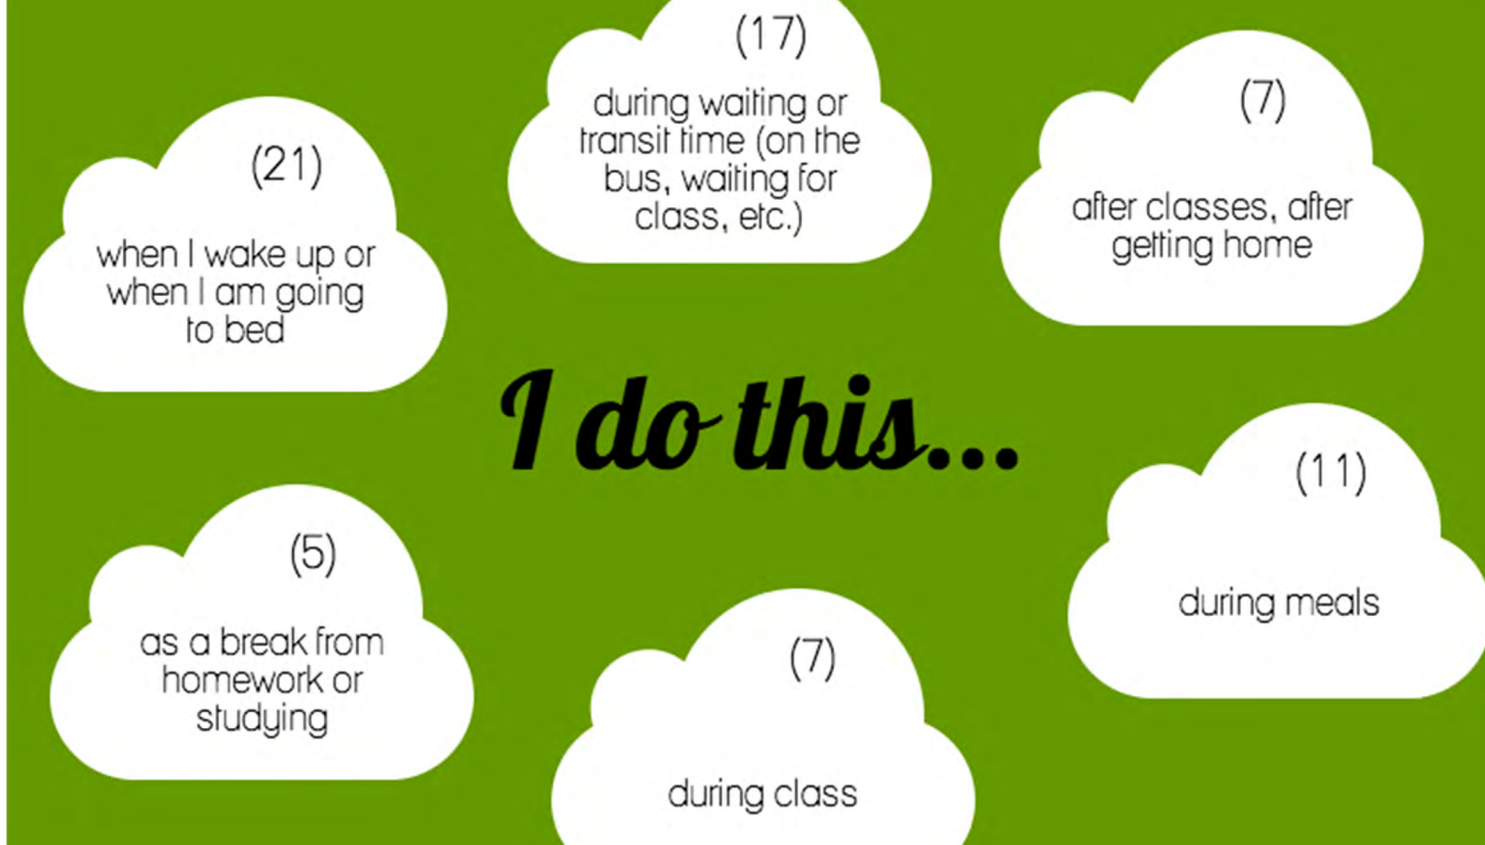 (17)
during waiting or
transit time (on the
bus, waiting for
class, etc.)
(7)
after classes, after
getting home
(21)
when I wake up or
when I am going
to bed
I do this...
(11)
during meals
(5)
as a break from
homework or
studying
(7)
during class